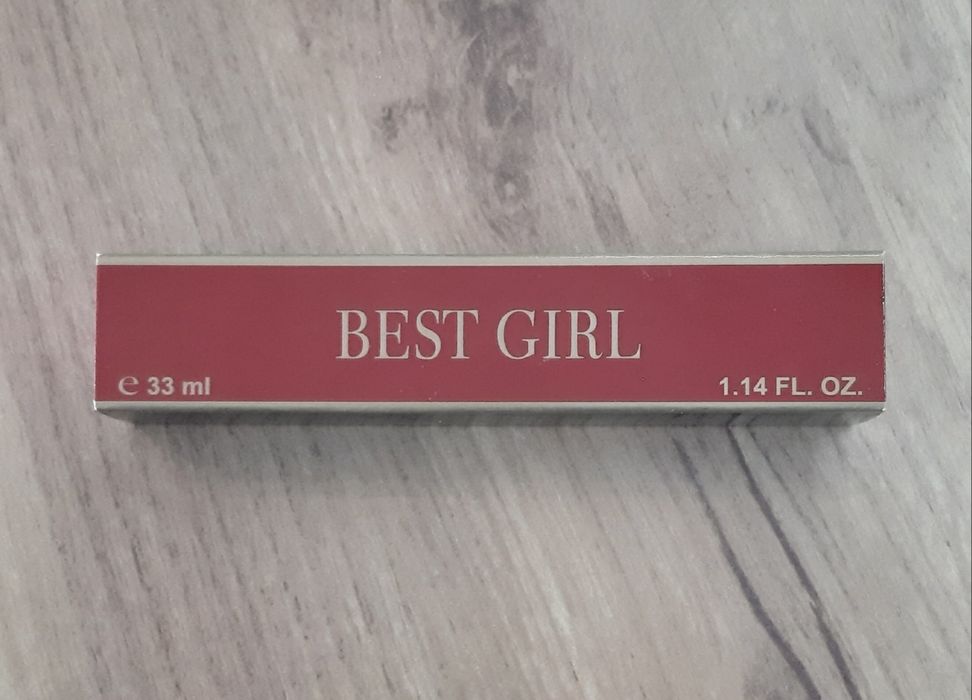 BEST GIRL
℮ 33 ml
1.14 FL. OZ.